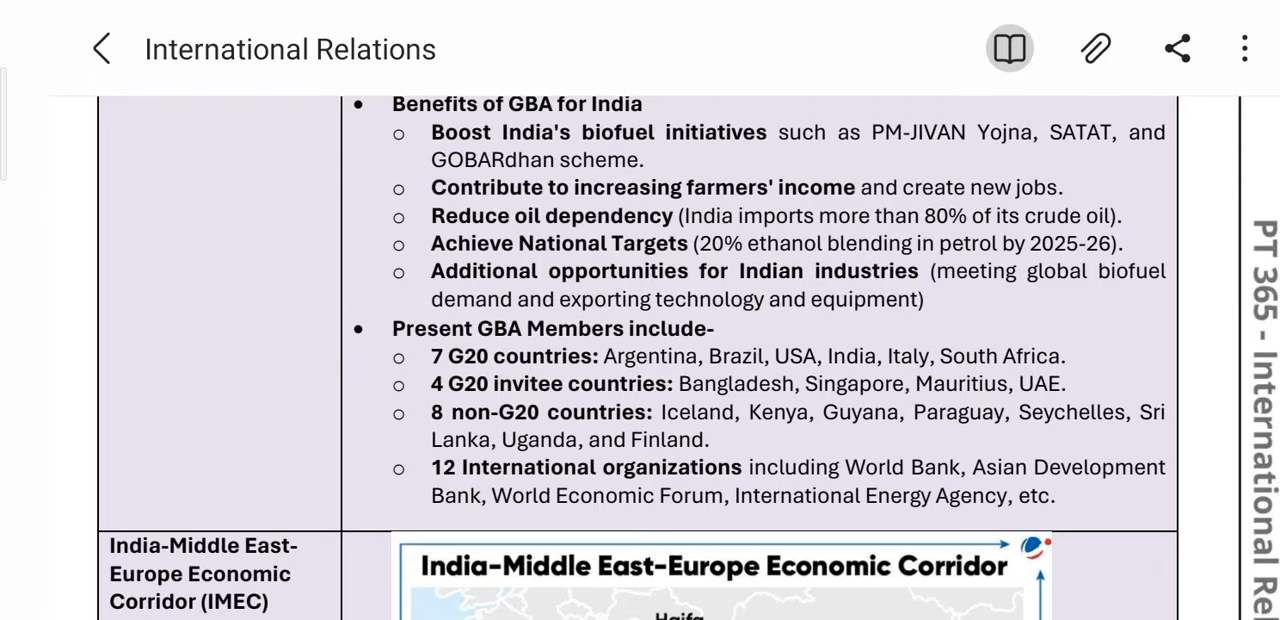 International Relations
• Benefits of GBA for India
o Boost India's biofuel initiatives such as PM-JIVAN Yojna, SATAT, and
GOBARdhan scheme.
o Contribute to increasing farmers' income and create new jobs.
o Reduce oil dependency (India imports more than 80% of its crude oil).
o Achieve National Targets (20% ethanol blending in petrol by 2025-26).
o Additional opportunities for Indian industries (meeting global biofuel
demand and exporting technology and equipment)
• Present GBA Members include-
o 7 G20 countries: Argentina, Brazil, USA, India, Italy, South Africa.
o 4 G20 invitee countries: Bangladesh, Singapore, Mauritius, UAE.
o 8 non-G20 countries: Iceland, Kenya, Guyana, Paraguay, Seychelles, Sri
Lanka, Uganda, and Finland.
o 12 International organizations including World Bank, Asian Development
Bank, World Economic Forum, International Energy Agency, etc.
India-Middle East-
Europe Economic
Corridor (IMEC)
India–Middle East–Europe Economic Corridor
Haifa
PT 365 - International Rel